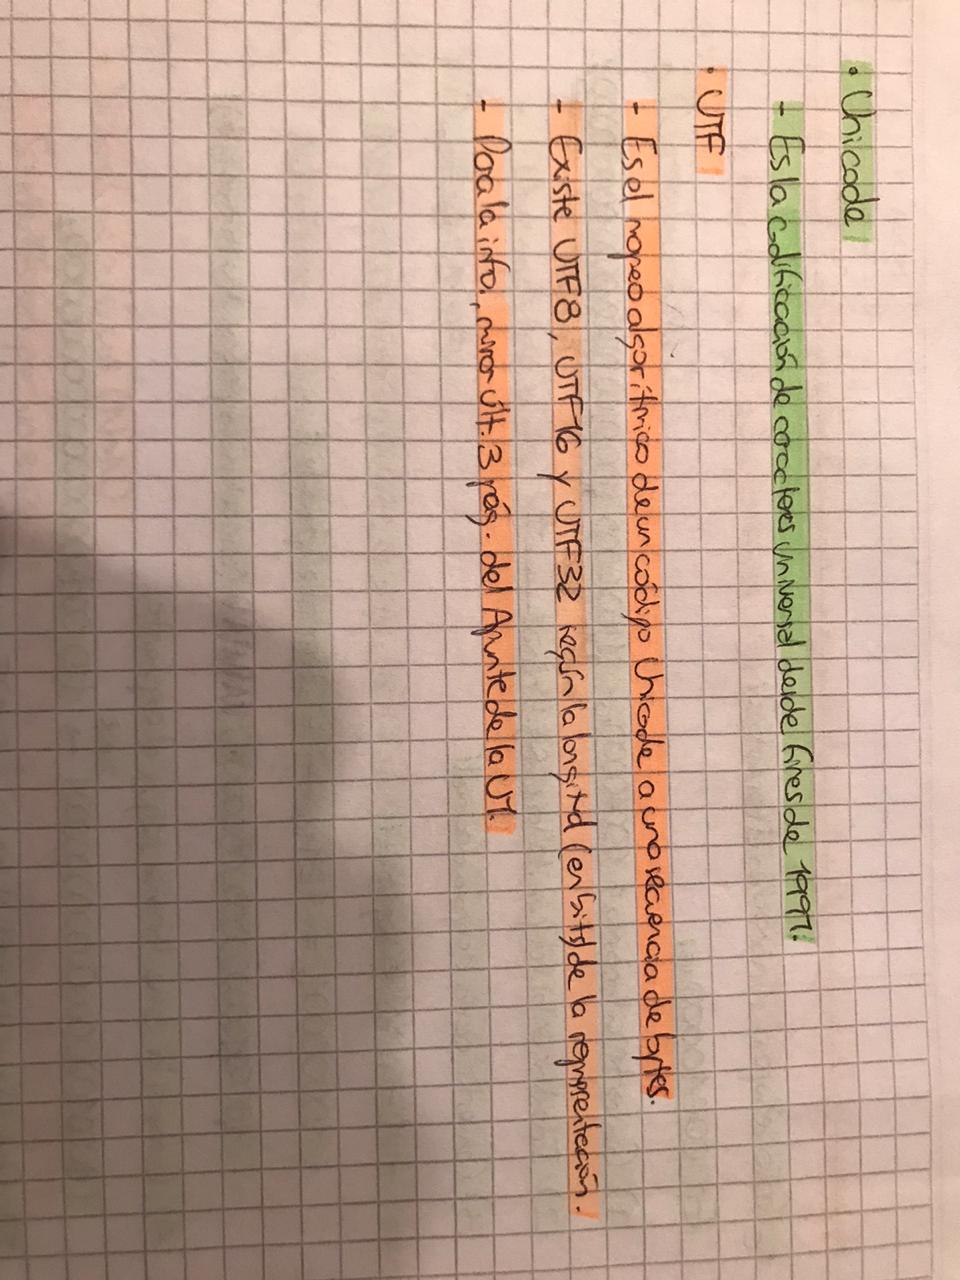 • Unicode
- Es la codificación de caracteres universal desde fines de 1991.
• UTF
- Es el mapeo algorítmico de un código Unicode a una secuencia de bytes.
- Existe UTF8, UTF16 y UTF32 según la longitud (en bits) de la representación.
- Para la info., mirar últ. 3 pág. del Apunte de la U1.